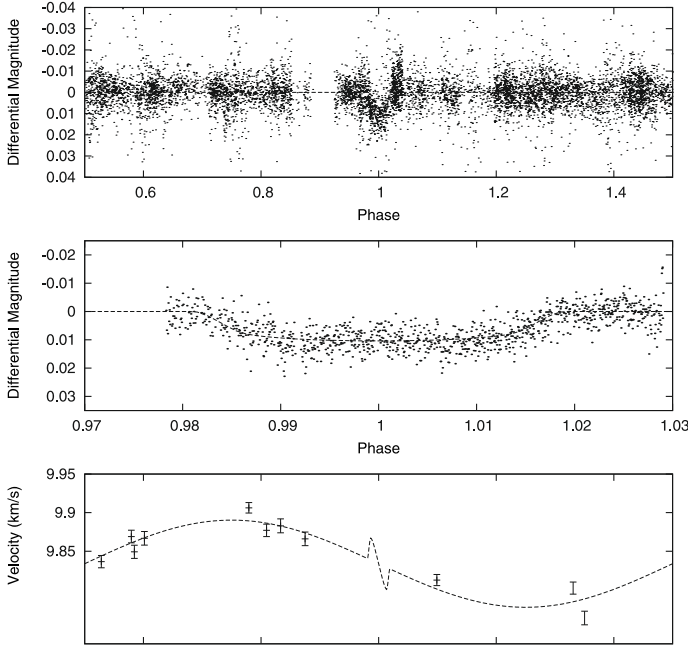 -0.04
-0.03
-0.02
-0.01
0
0.01
0.02
0.03
0.04
Differential Magnitude
0.6 0.8 1 1.2 1.4
Phase
-0.02
-0.01
0
0.01
0.02
0.03
Differential Magnitude
0.97 0.98 0.99 1 1.01 1.02 1.03
Phase
9.95
9.9
9.85
Velocity (km/s)